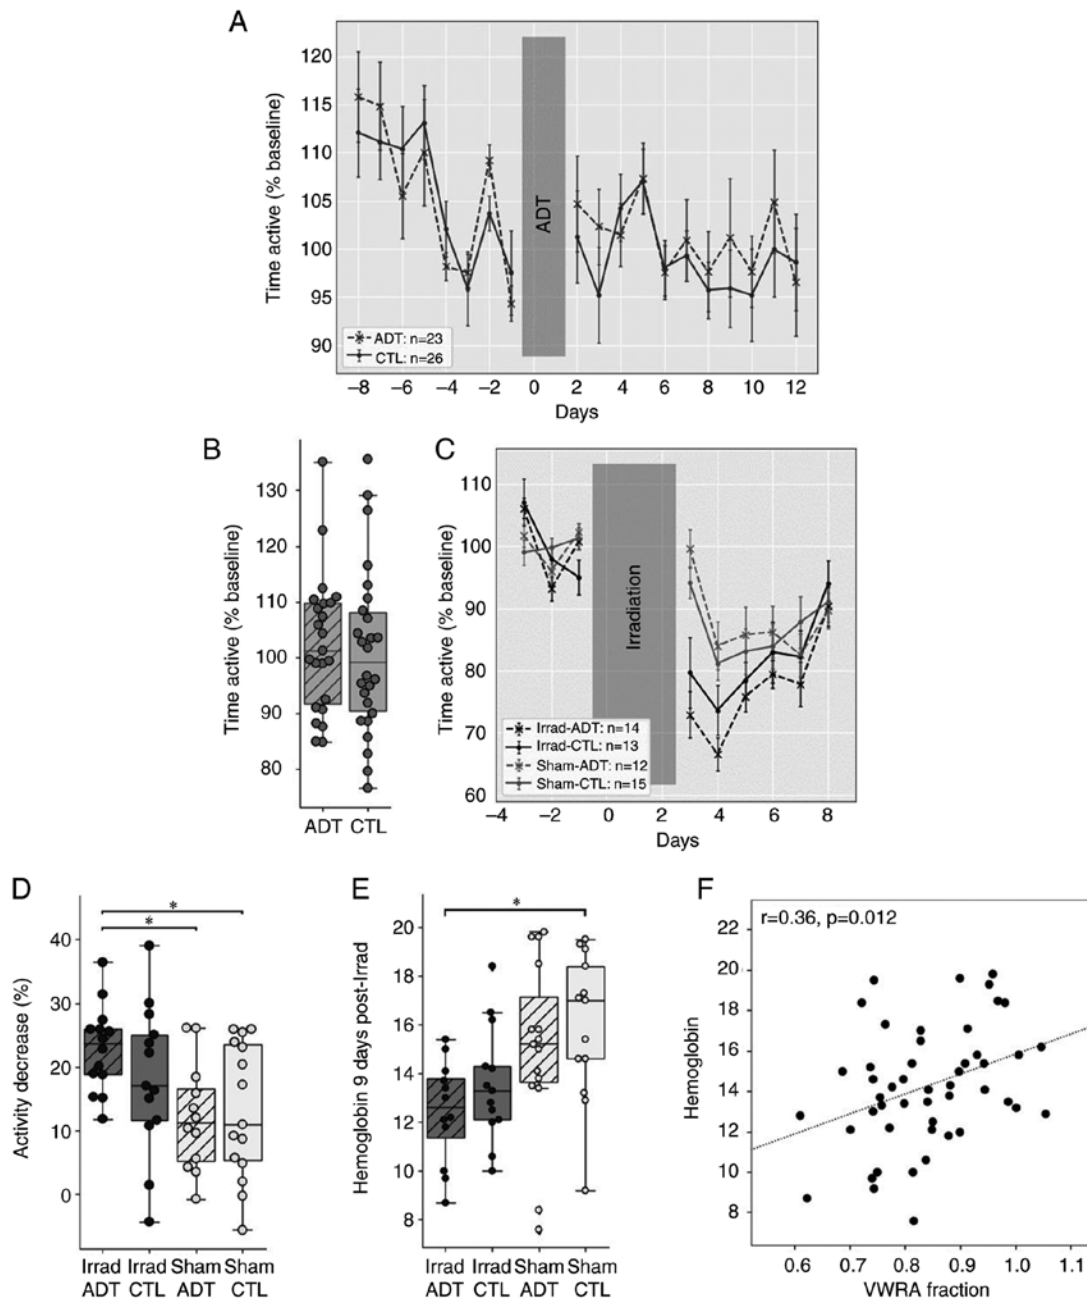 A
Time active (% baseline)
120
115
110
105
100
95
90
ADT
ADT: n=23
CTL: n=26
−8 −6 −4 −2 0 2 4 6 8 10 12
Days
B
Time active (% baseline)
130
120
110
100
90
80
ADT CTL
C
Time active (% baseline)
110
100
90
80
70
60
Irradiation
Irrad-ADT: n=14
Irrad-CTL: n=13
Sham-ADT: n=12
Sham-CTL: n=15
−4 −2 0 2 4 6 8
Days
D
Activity decrease (%)
40
30
20
10
0
*
*
Irrad Irrad Sham Sham
ADT CTL ADT CTL
E
Hemoglobin 9 days post-Irrad
20
18
16
14
12
10
8
*
Irrad Irrad Sham Sham
ADT CTL ADT CTL
F
Hemoglobin
22
20
18
16
14
12
10
8
r=0.36, p=0.012
0.6 0.7 0.8 0.9 1.0 1.1
VWRA fraction